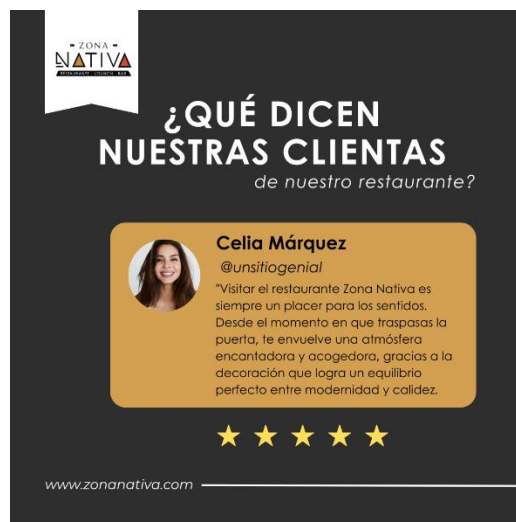 ZONA
NATIVA
RESTAURANTE - LOUNCH - BAR
¿QUÉ DICEN
NUESTRAS CLIENTAS
de nuestro restaurante?
Celia Márquez
@unsitiogenial
"Visitar el restaurante Zona Nativa es
siempre un placer para los sentidos.
Desde el momento en que traspasas la
puerta, te envuelve una atmósfera
encantadora y acogedora, gracias a la
decoración que logra un equilibrio
perfecto entre modernidad y calidez.
www.zonanativa.com